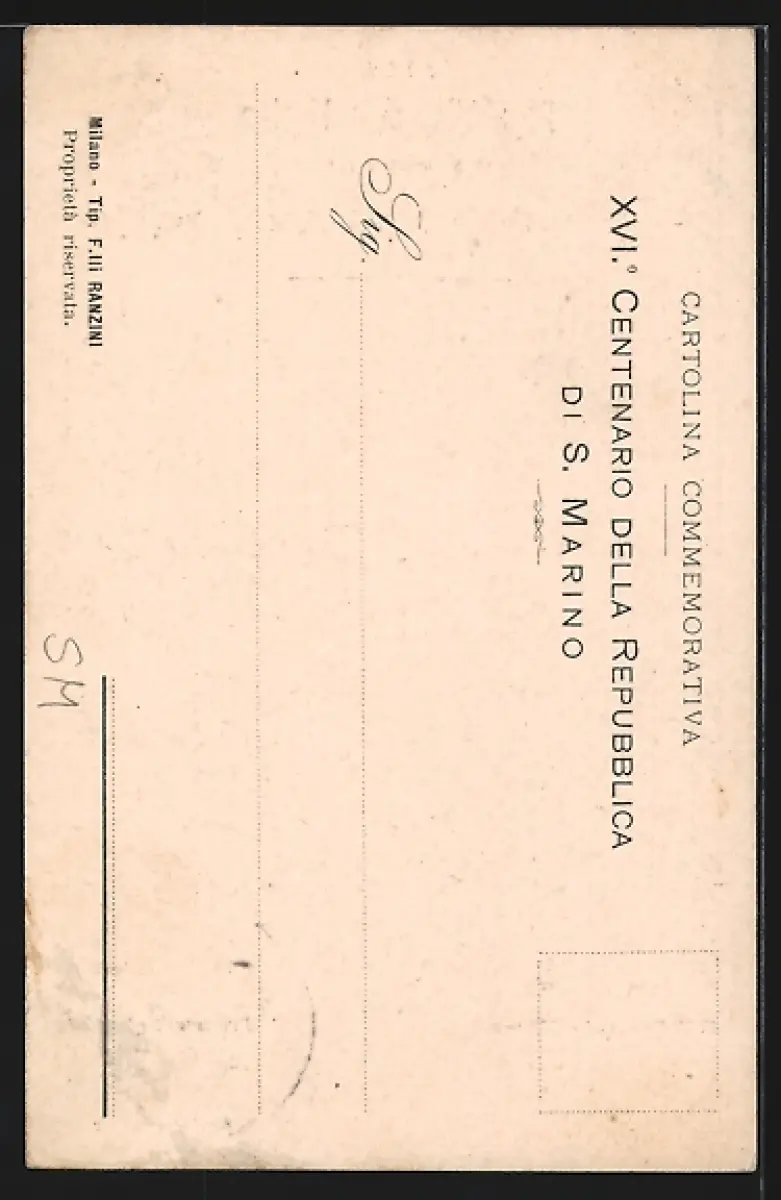 CARTOLINA COMMEMORATIVA
XVI.° CENTENARIO DELLA REPUBBLICA
DI S. MARINO
Sig.
Milano - Tip. F.lli RANZINI
Proprietà riservata.
SM